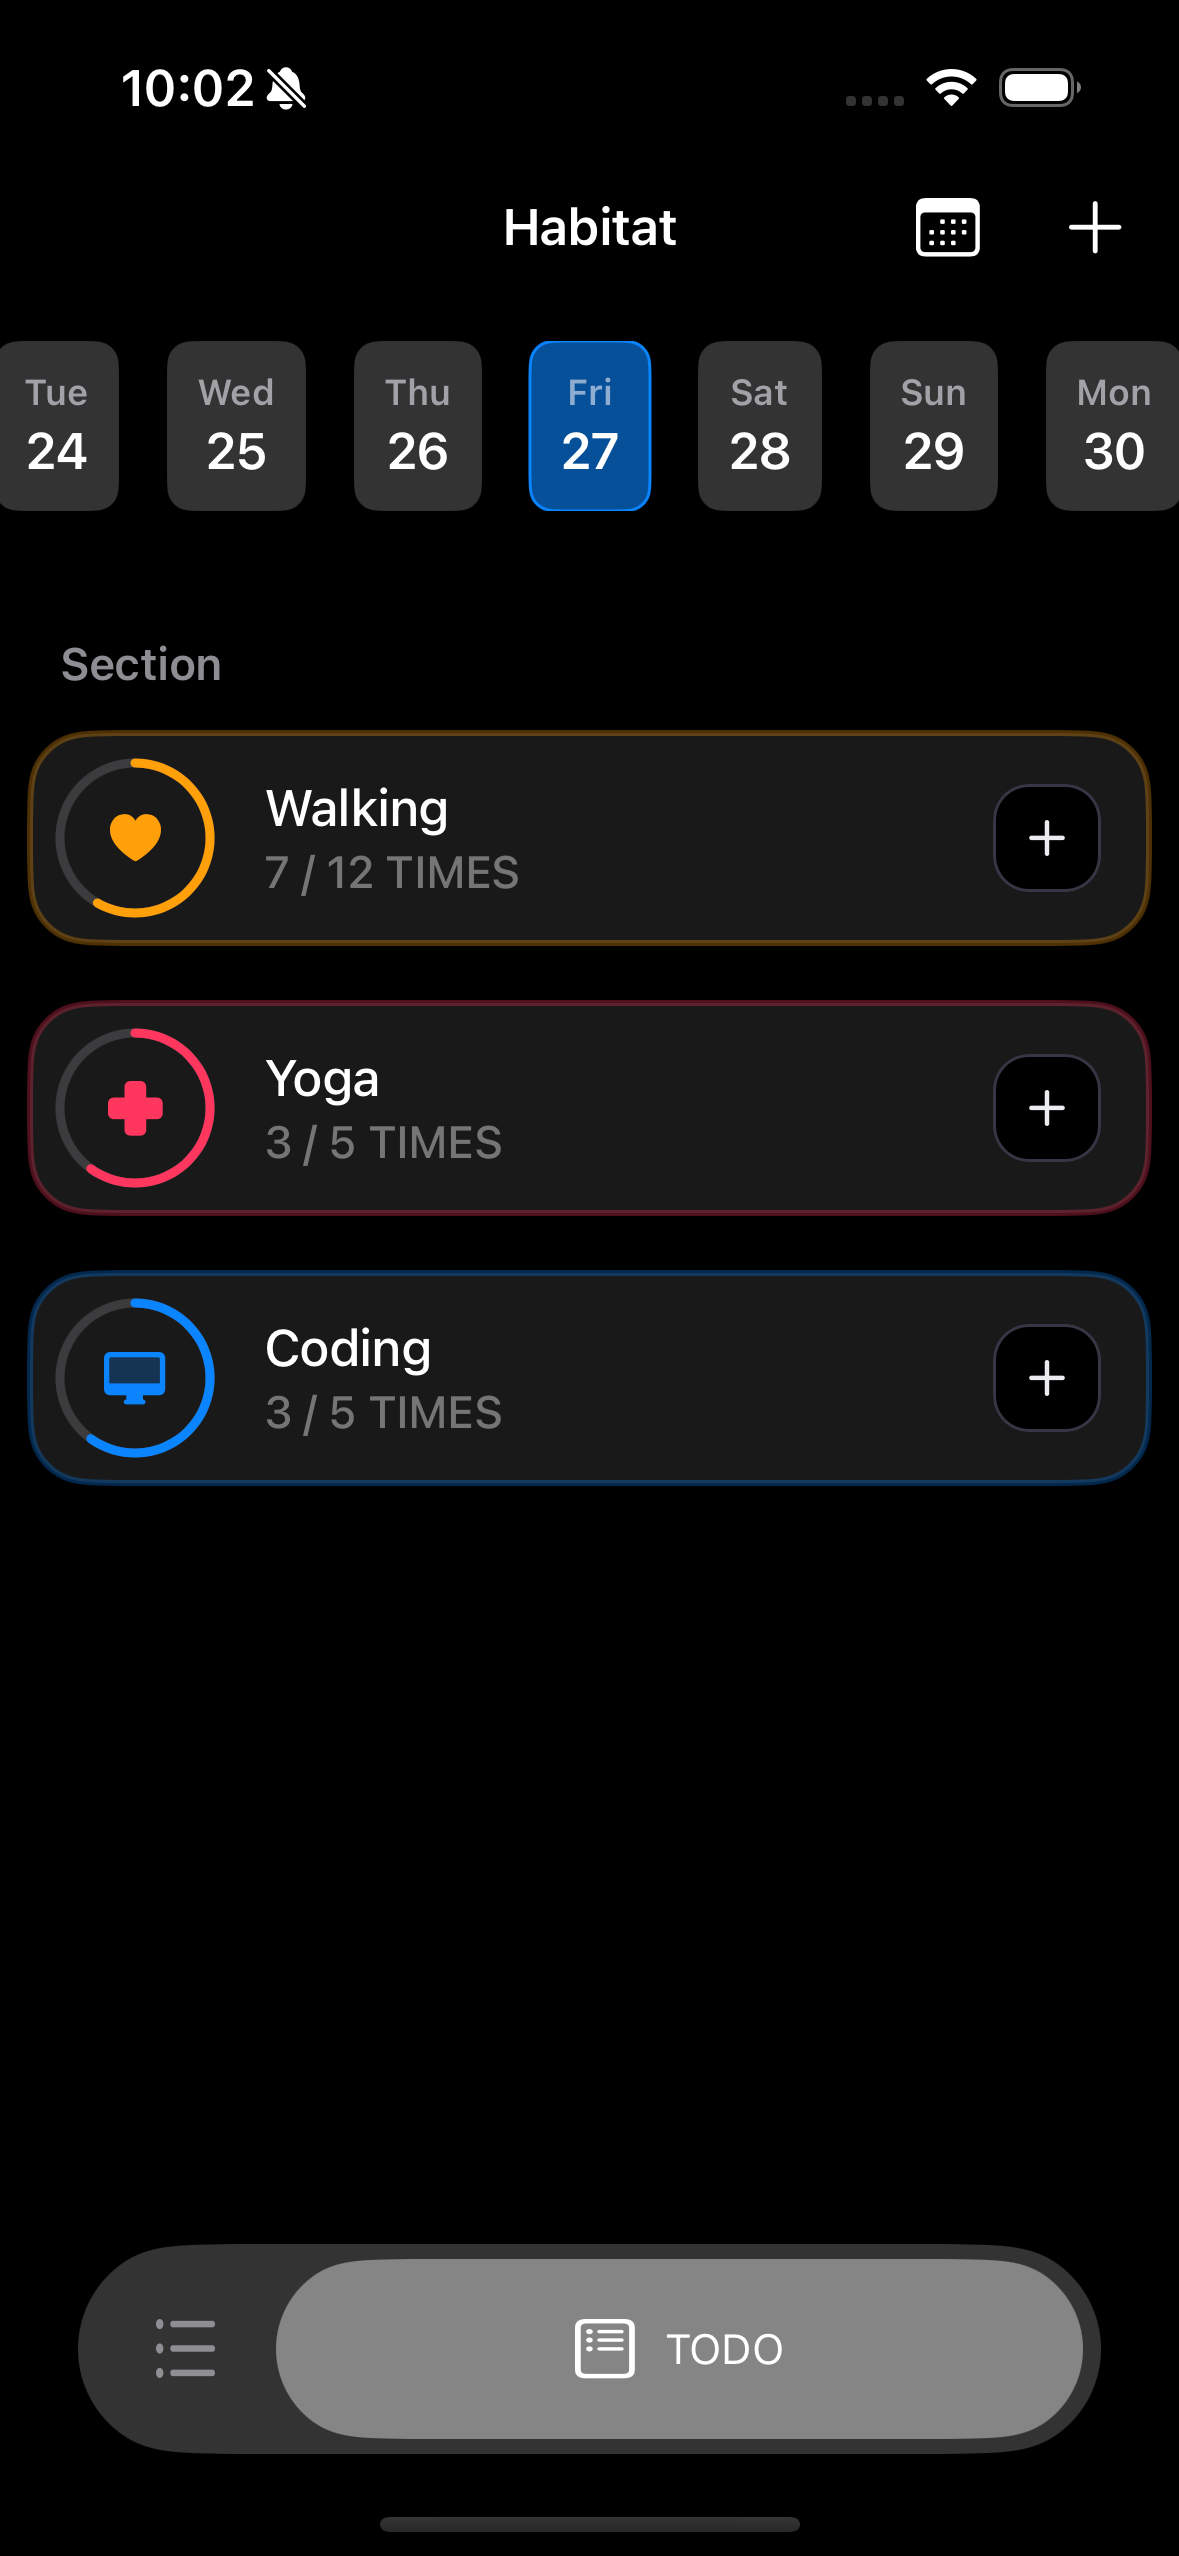 10:02
Habitat
Tue Wed Thu Fri Sat Sun Mon
24 25 26 27 28 29 30
Section
Walking
7 / 12 TIMES
Yoga
3 / 5 TIMES
Coding
3 / 5 TIMES
TODO